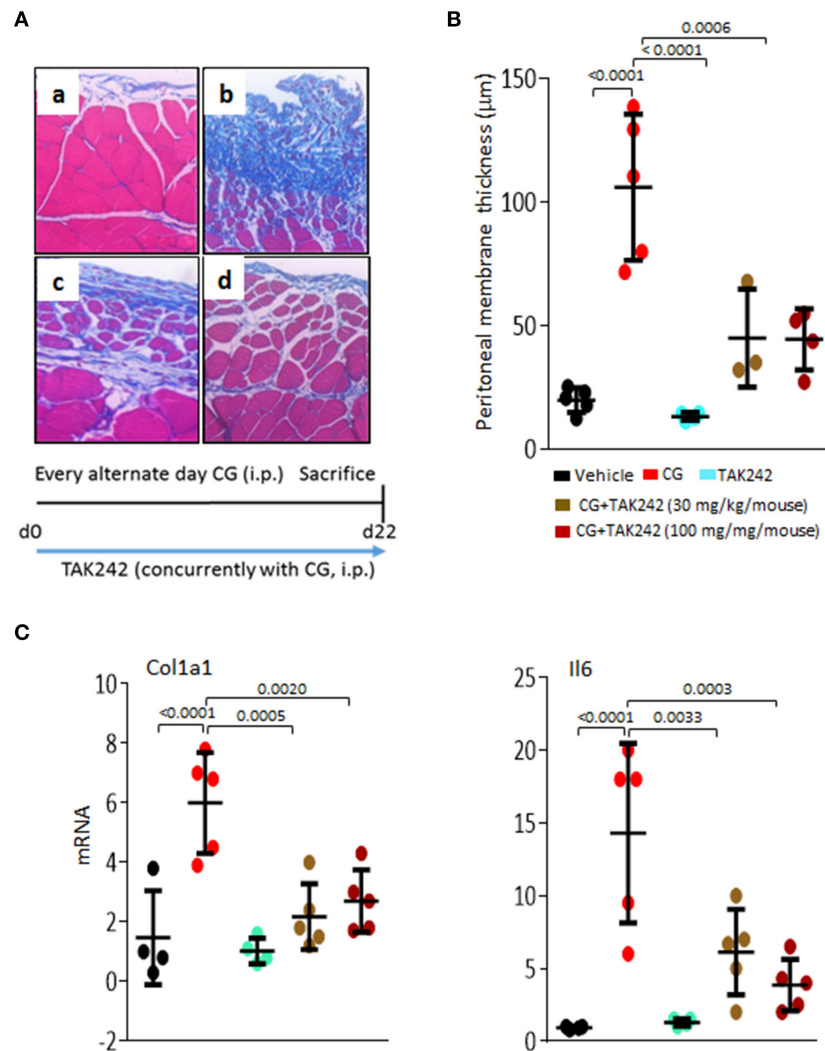 A
a
b
c
d
Every alternate day CG (i.p.) Sacrifice
d0
d22
TAK242 (concurrently with CG, i.p.)
B
0.0006
< 0.0001
<0.0001
Peritoneal membrane thickness (µm)
150
100
50
0
Vehicle CG TAK242
CG+TAK242 (30 mg/kg/mouse)
CG+TAK242 (100 mg/mg/mouse)
C
Col1a1
0.0020
<0.0001
0.0005
mRNA
10
8
6
4
2
0
-2
Il6
0.0003
<0.0001
0.0033
25
20
15
10
5
0